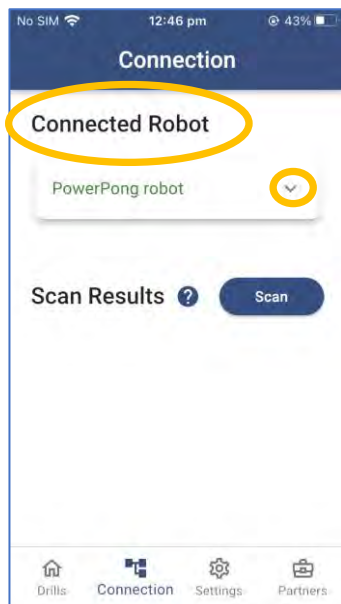 No SIM 12:46 pm 43%
Connection
Connected Robot
PowerPong robot
Scan Results ? Scan
Drills Connection Settings Partners